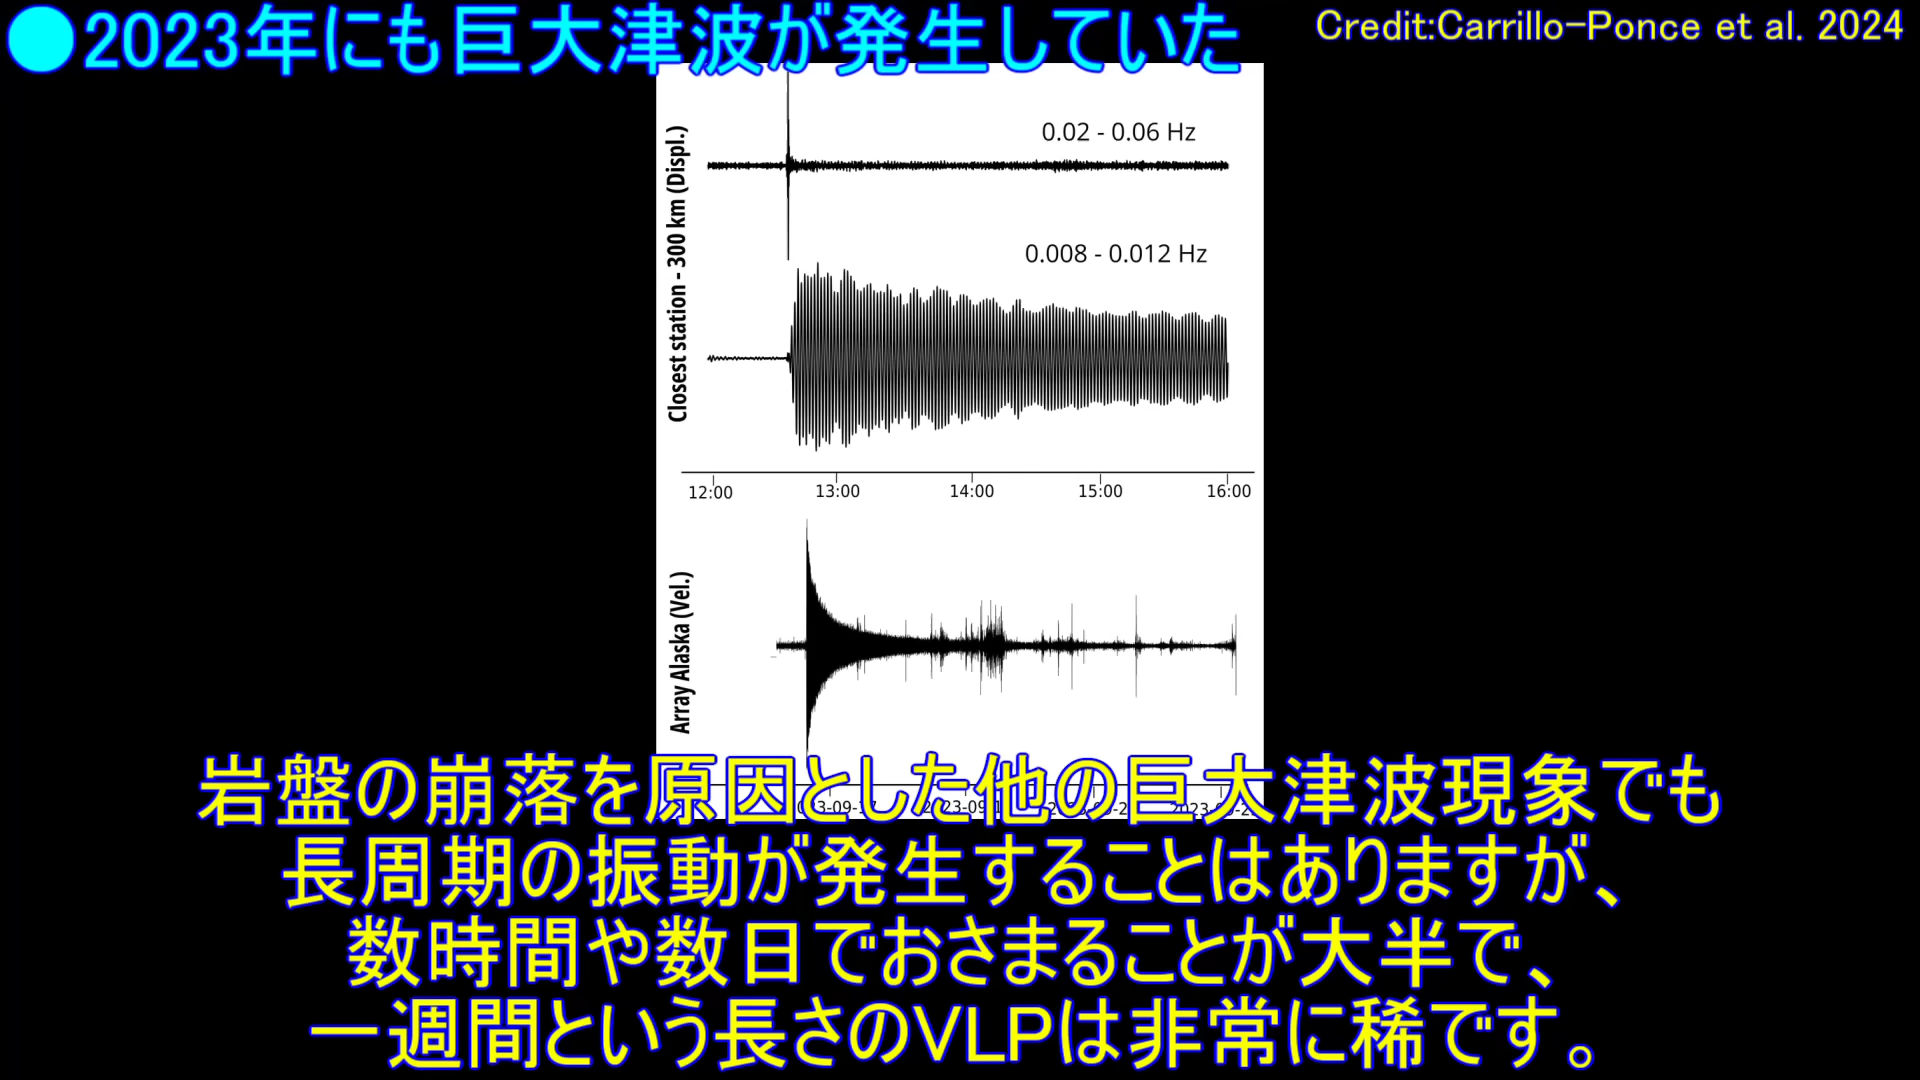 ●2023年にも巨大津波が発生していた
Credit:Carrillo-Ponce et al. 2024
Closest station - 300 km (Displ.)
0.02 - 0.06 Hz
0.008 - 0.012 Hz
12:00 13:00 14:00 15:00 16:00
Array Alaska (Vel.)
岩盤の崩落を原因とした他の巨大津波現象でも
長周期の振動が発生することはありますが、
数時間や数日でおさまることが大半で、
一週間という長さのVLPは非常に稀です。